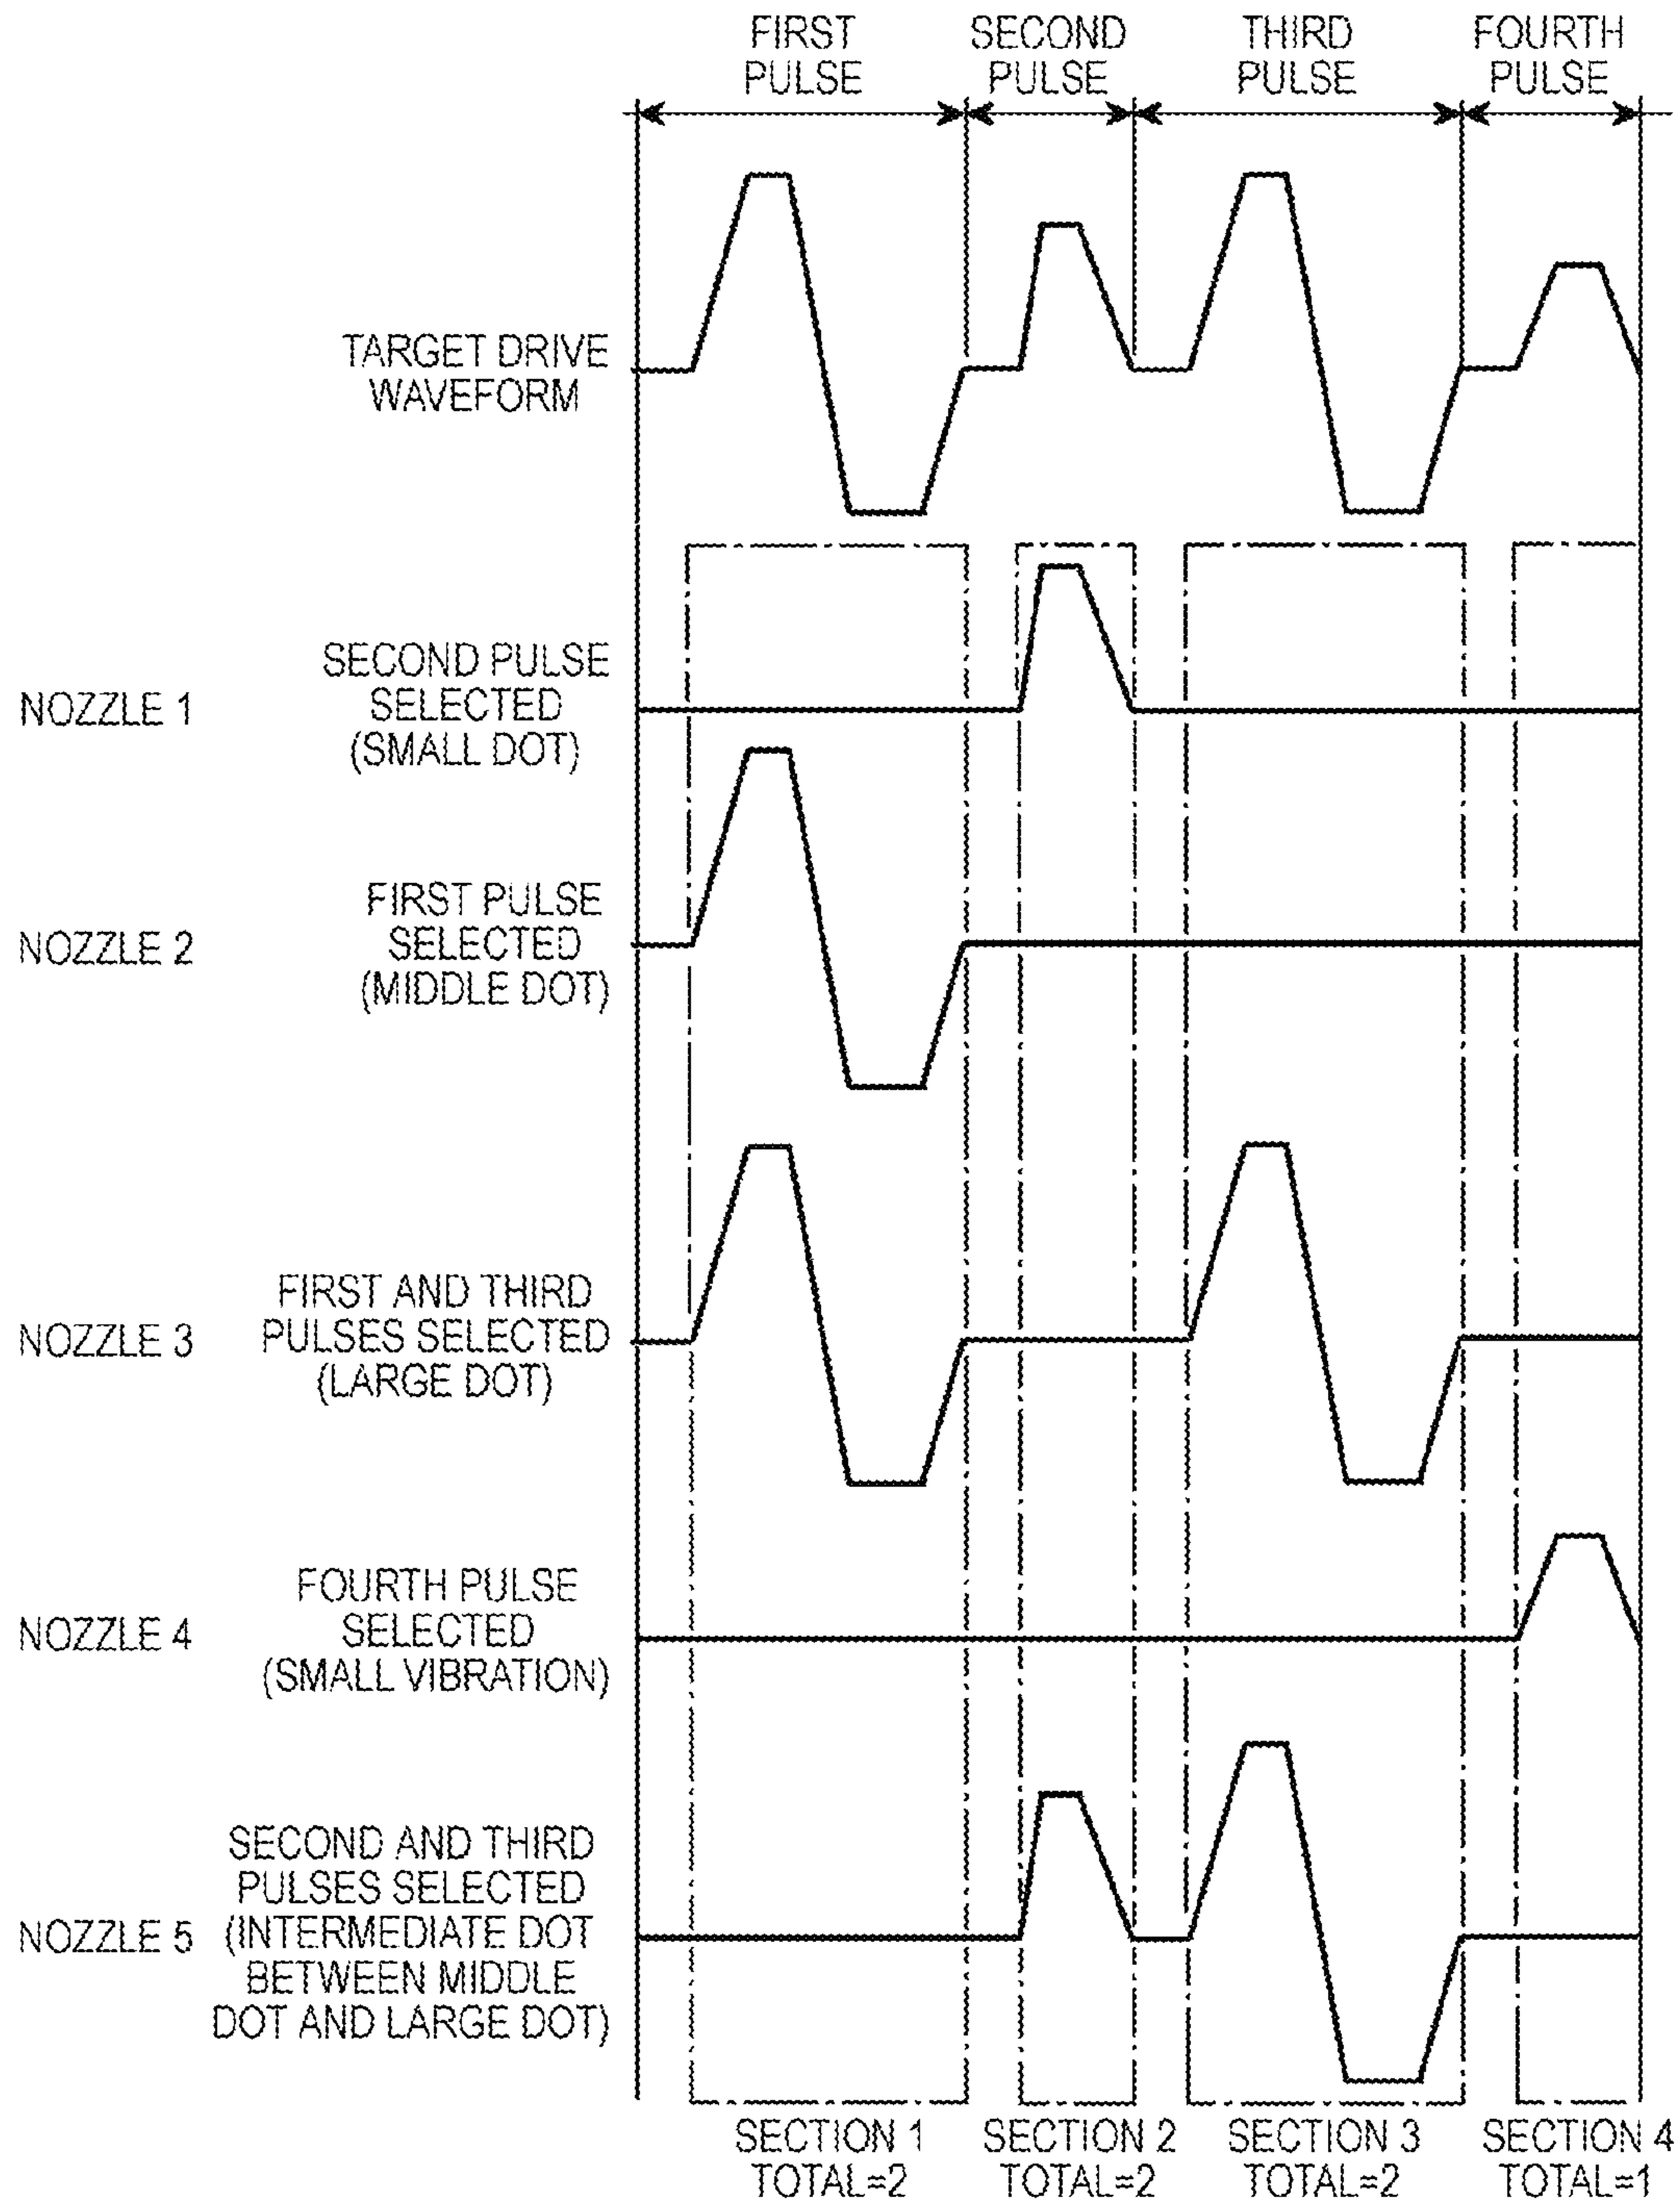 FIRST
PULSE
SECOND
PULSE
THIRD
PULSE
FOURTH
PULSE
TARGET DRIVE
WAVEFORM
NOZZLE 1
SECOND PULSE
SELECTED
(SMALL DOT)
NOZZLE 2
FIRST PULSE
SELECTED
(MIDDLE DOT)
NOZZLE 3
FIRST AND THIRD
PULSES SELECTED
(LARGE DOT)
NOZZLE 4
FOURTH PULSE
SELECTED
(SMALL VIBRATION)
NOZZLE 5
SECOND AND THIRD
PULSES SELECTED
(INTERMEDIATE DOT
BETWEEN MIDDLE
DOT AND LARGE DOT)
SECTION 1
TOTAL=2
SECTION 2
TOTAL=2
SECTION 3
TOTAL=2
SECTION 4
TOTAL=1